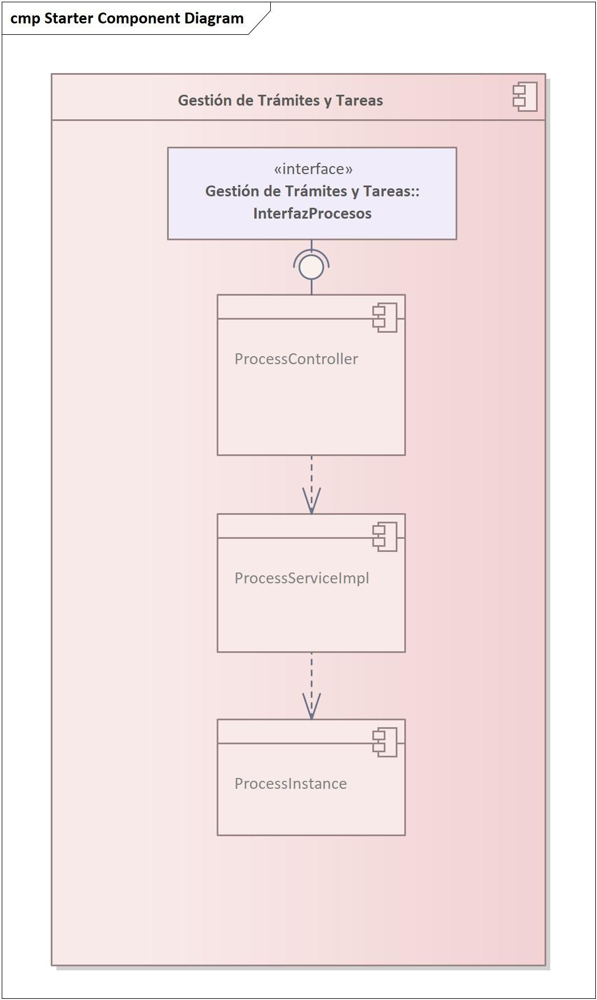 cmp Starter Component Diagram
Gestión de Trámites y Tareas
«interface»
Gestión de Trámites y Tareas::
InterfazProcesos
ProcessController
ProcessServiceImpl
ProcessInstance